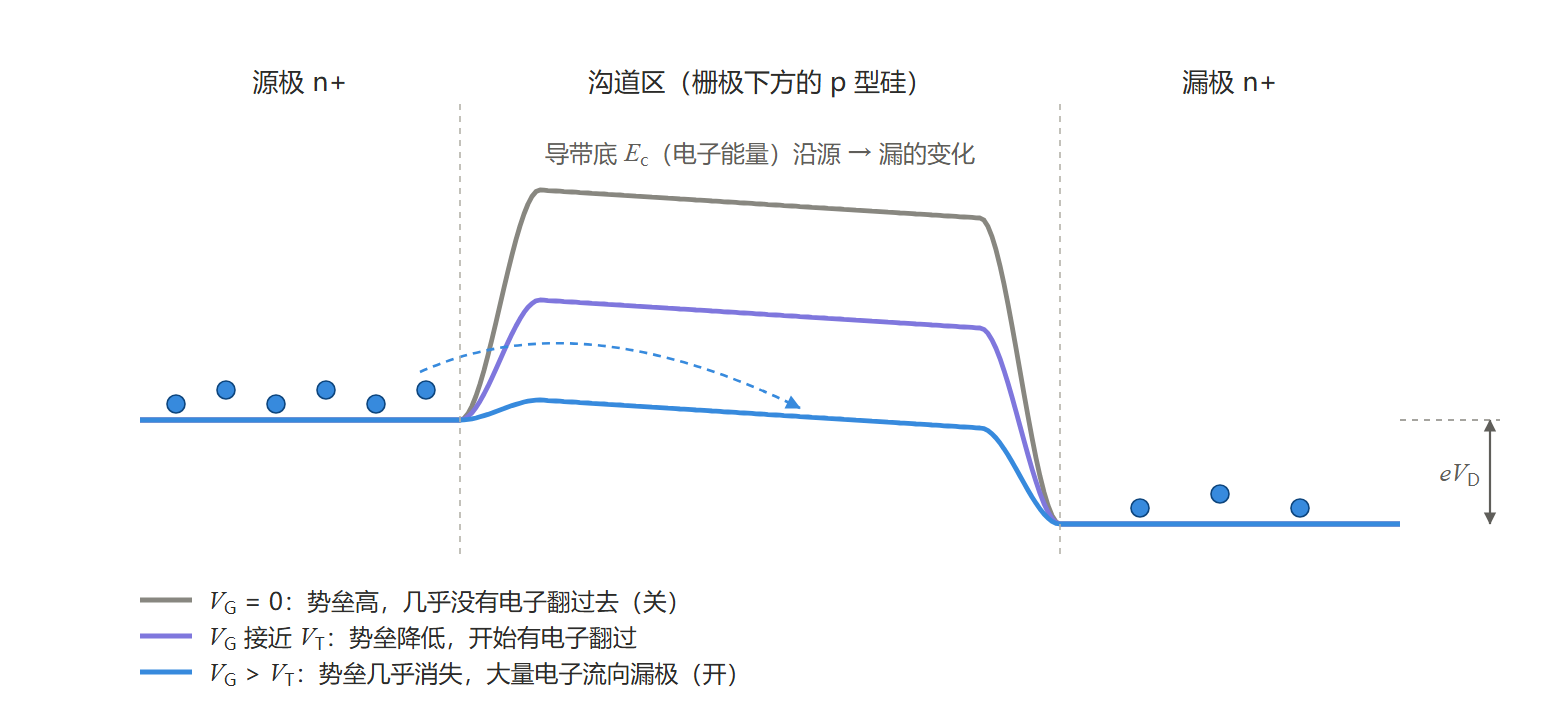 源极 n+
沟道区（栅极下方的 p 型硅）
漏极 n+
导带底 Ec（电子能量）沿源 → 漏的变化
eVD
VG = 0：势垒高，几乎没有电子翻过去（关）
VG 接近 VT：势垒降低，开始有电子翻过
VG > VT：势垒几乎消失，大量电子流向漏极（开）